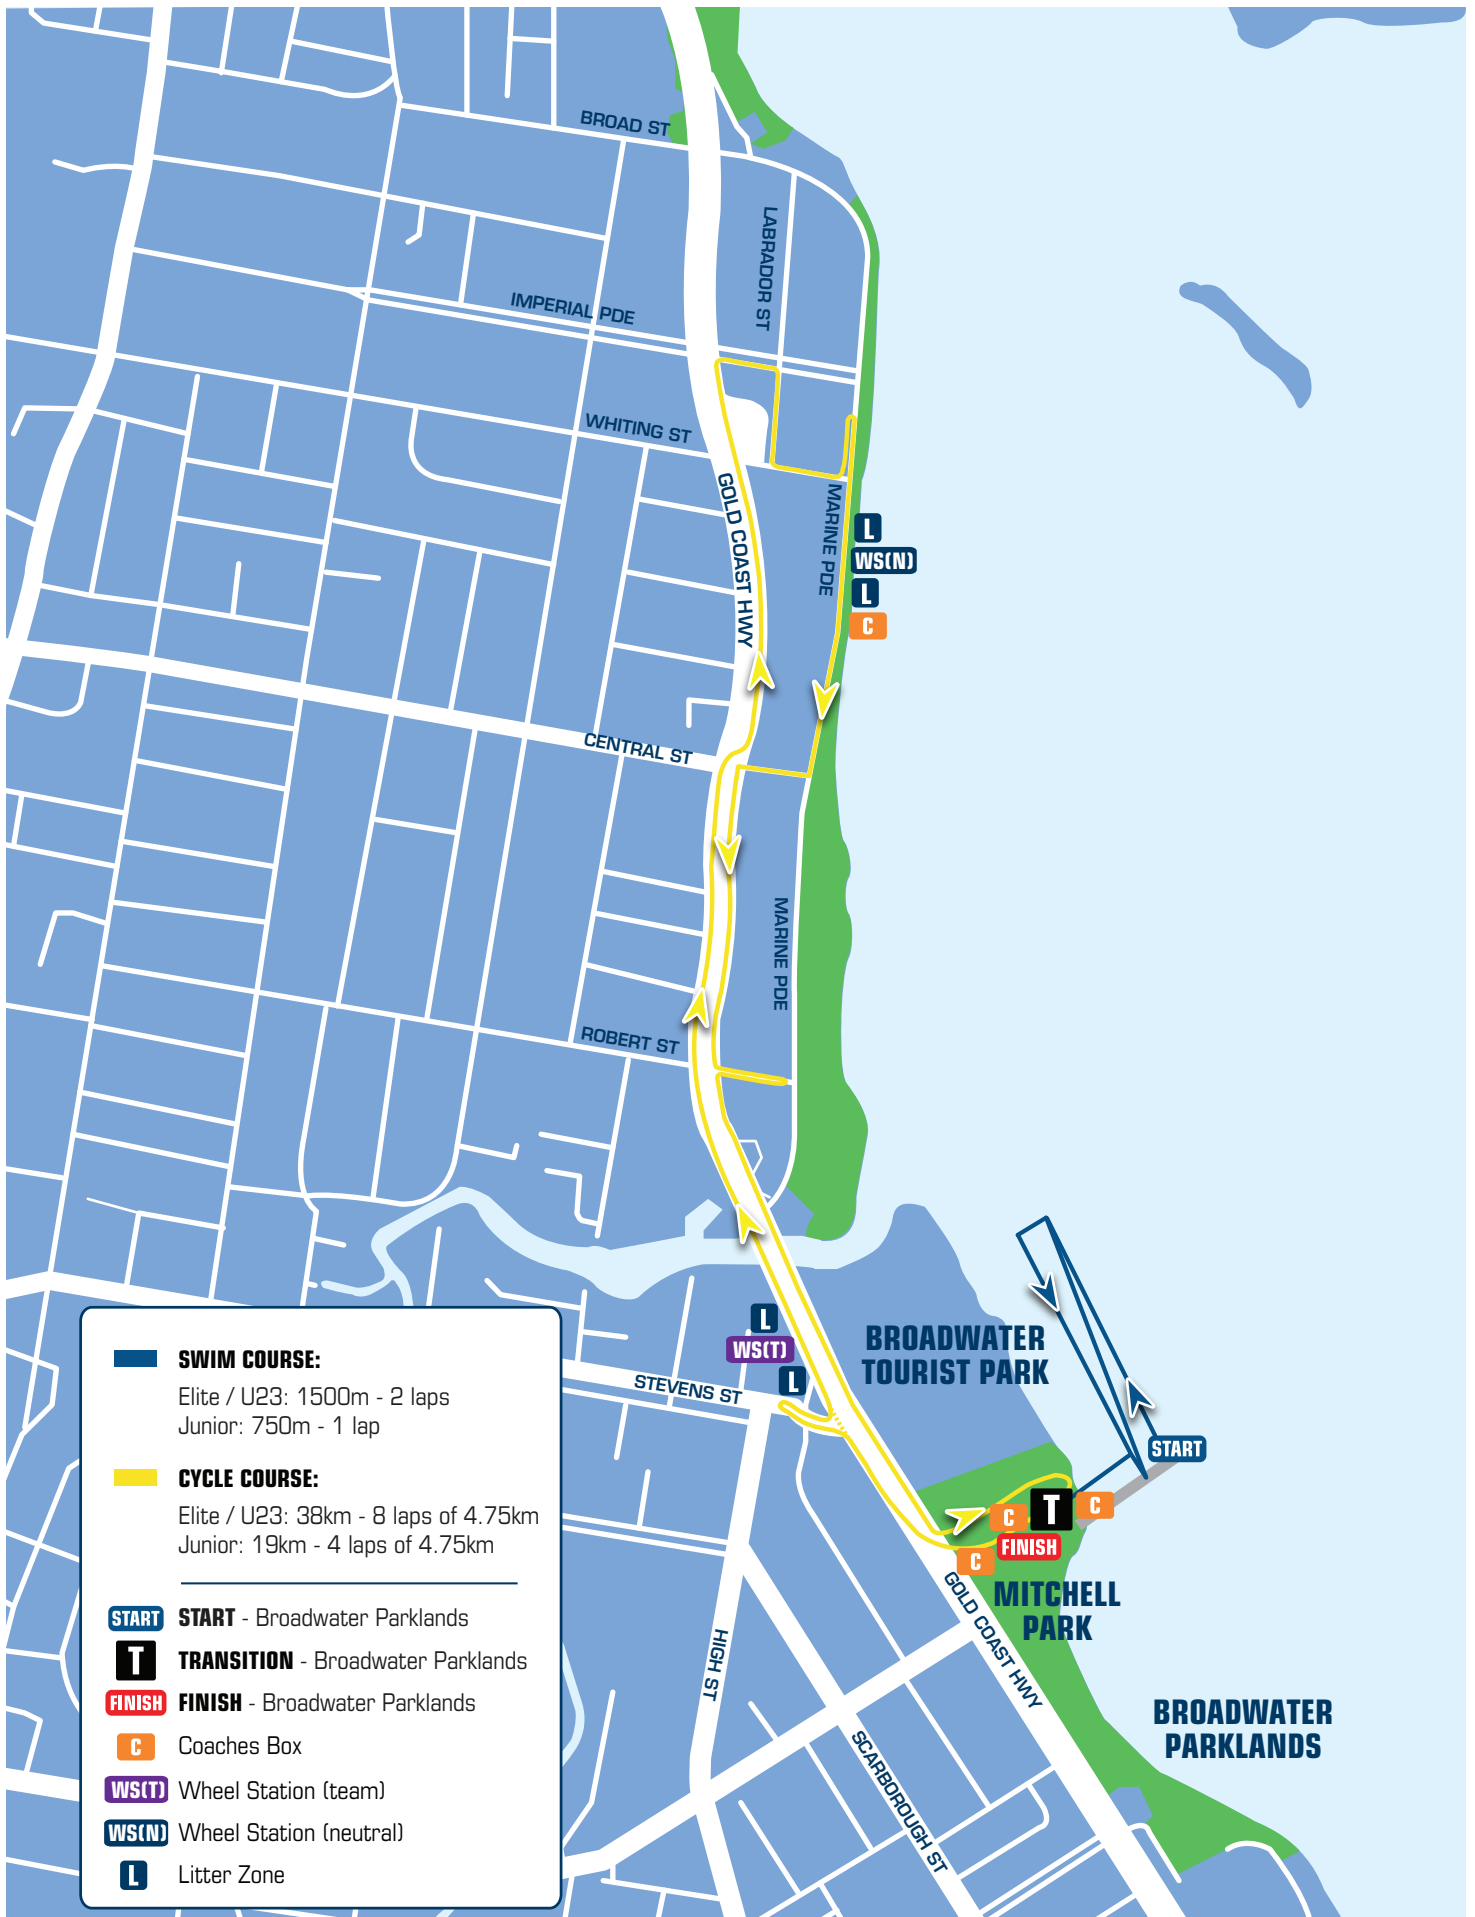 BROAD ST
LABRADOR ST
IMPERIAL PDE
WHITING ST
GOLD COAST HWY
MARINE PDE
L
WS(N)
L
C
CENTRAL ST
MARINE PDE
ROBERT ST
L
WS(T)
L
STEVENS ST
BROADWATER
TOURIST PARK
START
C
T
C
FINISH
C
MITCHELL
PARK
GOLD COAST HWY
HIGH ST
SCARBOROUGH ST
BROADWATER
PARKLANDS
SWIM COURSE:
Elite / U23: 1500m - 2 laps
Junior: 750m - 1 lap
CYCLE COURSE:
Elite / U23: 38km - 8 laps of 4.75km
Junior: 19km - 4 laps of 4.75km
START START - Broadwater Parklands
T TRANSITION - Broadwater Parklands
FINISH FINISH - Broadwater Parklands
C Coaches Box
WS(T) Wheel Station (team)
WS(N) Wheel Station (neutral)
L Litter Zone